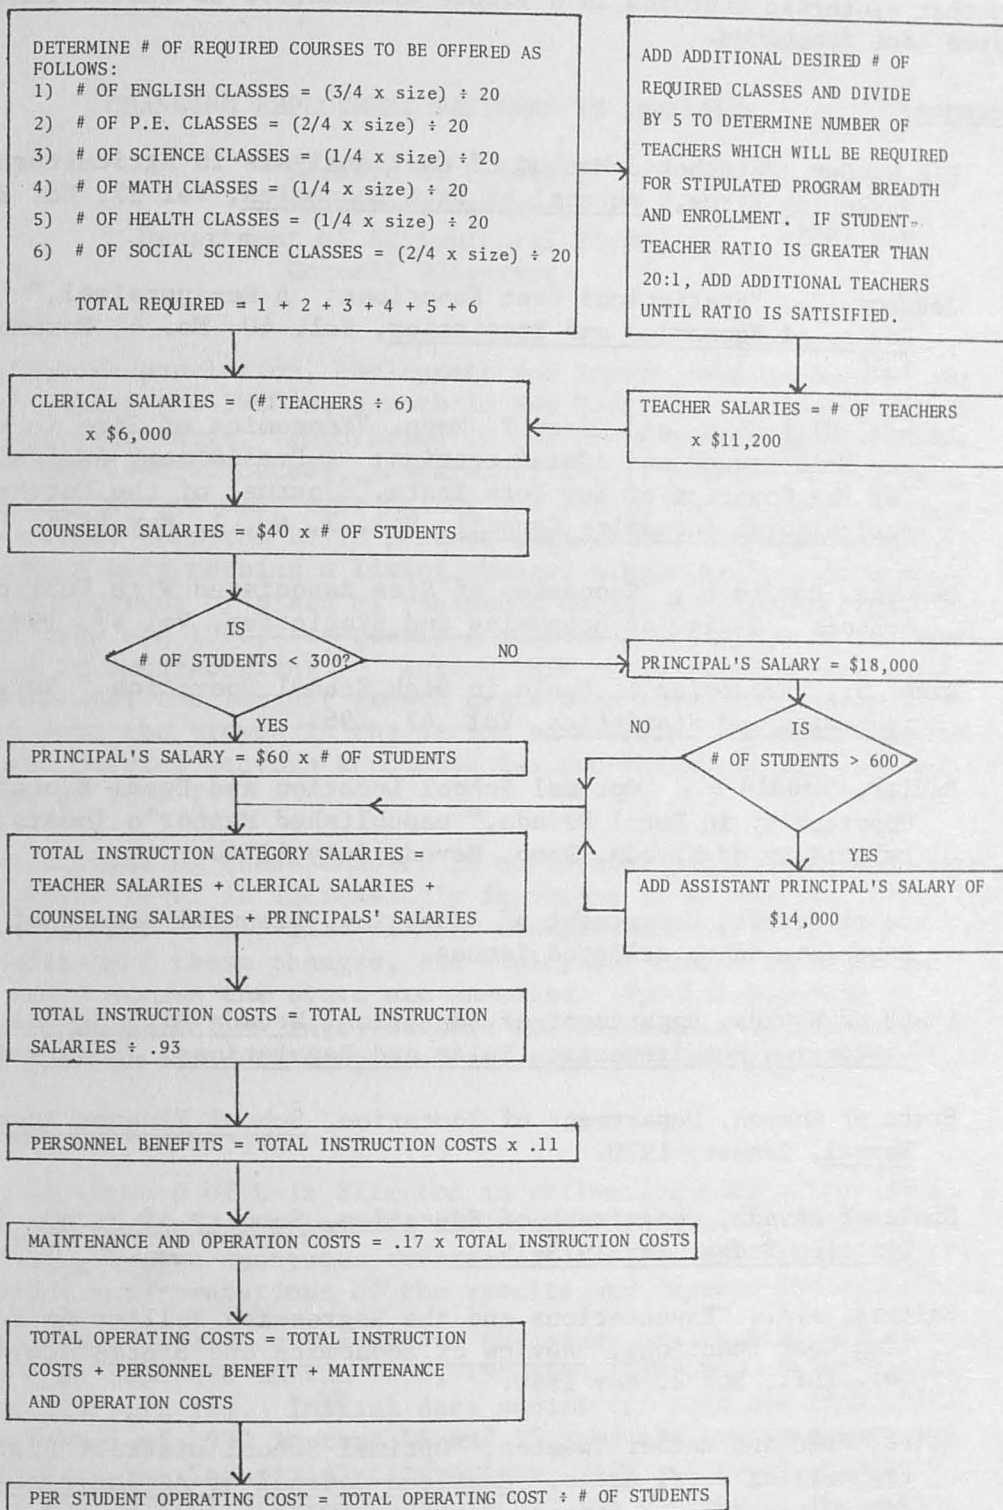 DETERMINE # OF REQUIRED COURSES TO BE OFFERED AS
FOLLOWS:
1) # OF ENGLISH CLASSES = (3/4 x size) ÷ 20
2) # OF P.E. CLASSES = (2/4 x size) ÷ 20
3) # OF SCIENCE CLASSES = (1/4 x size) ÷ 20
4) # OF MATH CLASSES = (1/4 x size) ÷ 20
5) # OF HEALTH CLASSES = (1/4 x size) ÷ 20
6) # OF SOCIAL SCIENCE CLASSES = (2/4 x size) ÷ 20
TOTAL REQUIRED = 1 + 2 + 3 + 4 + 5 + 6
ADD ADDITIONAL DESIRED # OF
REQUIRED CLASSES AND DIVIDE
BY 5 TO DETERMINE NUMBER OF
TEACHERS WHICH WILL BE REQUIRED
FOR STIPULATED PROGRAM BREADTH
AND ENROLLMENT. IF STUDENT-
TEACHER RATIO IS GREATER THAN
20:1, ADD ADDITIONAL TEACHERS
UNTIL RATIO IS SATISIFIED.
TEACHER SALARIES = # OF TEACHERS
x $11,200
CLERICAL SALARIES = (# TEACHERS ÷ 6)
x $6,000
COUNSELOR SALARIES = $40 x # OF STUDENTS
IS
# OF STUDENTS < 300?
NO
YES
PRINCIPAL'S SALARY = $18,000
IS
# OF STUDENTS > 600
NO
YES
ADD ASSISTANT PRINCIPAL'S SALARY OF
$14,000
PRINCIPAL'S SALARY = $60 x # OF STUDENTS
TOTAL INSTRUCTION CATEGORY SALARIES =
TEACHER SALARIES + CLERICAL SALARIES +
COUNSELING SALARIES + PRINCIPALS' SALARIES
TOTAL INSTRUCTION COSTS = TOTAL INSTRUCTION
SALARIES ÷ .93
PERSONNEL BENEFITS = TOTAL INSTRUCTION COSTS x .11
MAINTENANCE AND OPERATION COSTS = .17 x TOTAL INSTRUCTION COSTS
TOTAL OPERATING COSTS = TOTAL INSTRUCTION
COSTS + PERSONNEL BENEFIT + MAINTENANCE
AND OPERATION COSTS
PER STUDENT OPERATING COST = TOTAL OPERATING COST ÷ # OF STUDENTS